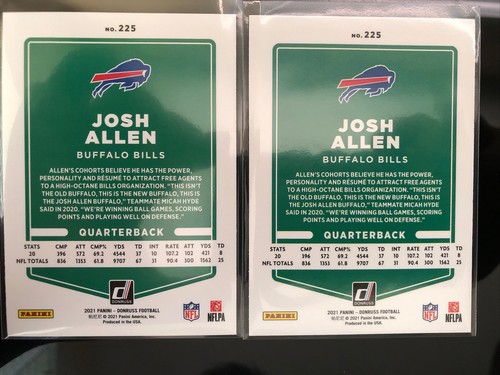 NO. 225
JOSH
ALLEN
BUFFALO BILLS
ALLEN'S COHORTS BELIEVE HE HAS THE POWER,
PERSONALITY AND RÉSUMÉ TO ATTRACT FREE AGENTS
TO A HIGH-OCTANE BILLS ORGANIZATION. "THIS ISN'T
THE OLD BUFFALO, THIS IS THE NEW BUFFALO, THIS IS
THE JOSH ALLEN BUFFALO," TEAMMATE MICAH HYDE
SAID IN 2020. "WE'RE WINNING BALL GAMES, SCORING
POINTS AND PLAYING WELL ON DEFENSE."
QUARTERBACK
STATS CMP ATT CMP% YDS TD INT RATE ATT YDS TD
20 396 572 69.2 4544 37 10 107.2 102 421 8
NFL TOTALS 836 1353 61.8 9707 67 31 90.4 300 1562 25
DONRUSS
PANINI
2021 PANINI - DONRUSS FOOTBALL
© 2021 Panini America, Inc.
Produced in the USA.
NFL
NFLPA
NO. 225
JOSH
ALLEN
BUFFALO BILLS
ALLEN'S COHORTS BELIEVE HE HAS THE POWER,
PERSONALITY AND RÉSUMÉ TO ATTRACT FREE AGENTS
TO A HIGH-OCTANE BILLS ORGANIZATION. "THIS ISN'T
THE OLD BUFFALO, THIS IS THE NEW BUFFALO, THIS IS
THE JOSH ALLEN BUFFALO," TEAMMATE MICAH HYDE
SAID IN 2020. "WE'RE WINNING BALL GAMES, SCORING
POINTS AND PLAYING WELL ON DEFENSE."
QUARTERBACK
STATS CMP ATT CMP% YDS TD INT RATE ATT YDS TD
20 396 572 69.2 4544 37 10 107.2 102 421 8
NFL TOTALS 836 1353 61.8 9707 67 31 90.4 300 1562 25
DONRUSS
PANINI
2021 PANINI - DONRUSS FOOTBALL
© 2021 Panini America, Inc.
Produced in the USA.
NFL
NFLPA